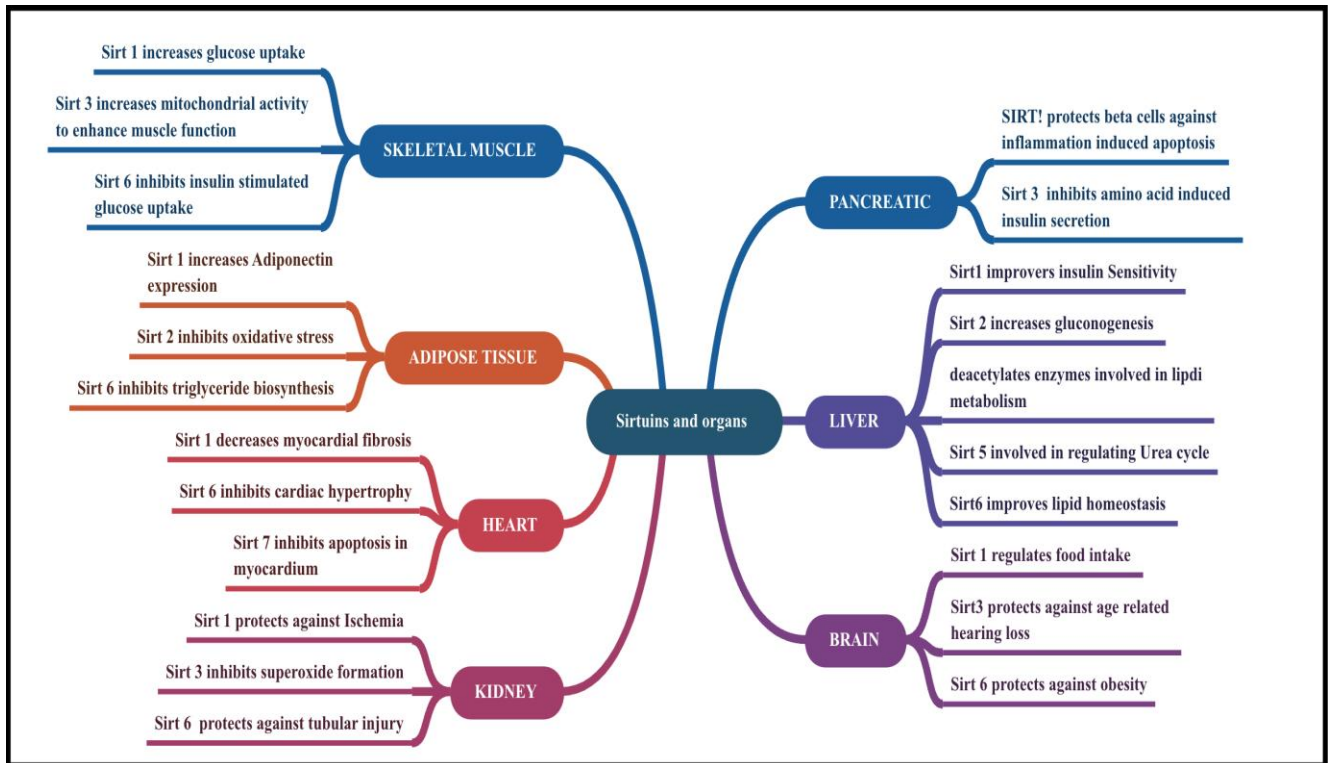 Sirt 1 increases glucose uptake
Sirt 3 increases mitochondrial activity
to enhance muscle function
Sirt 6 inhibits insulin stimulated
glucose uptake
SKELETAL MUSCLE
Sirt 1 increases Adiponectin
expression
Sirt 2 inhibits oxidative stress
Sirt 6 inhibits triglyceride biosynthesis
ADIPOSE TISSUE
Sirt 1 decreases myocardial fibrosis
Sirt 6 inhibits cardiac hypertrophy
Sirt 7 inhibits apoptosis in
myocardium
HEART
Sirt 1 protects against Ischemia
Sirt 3 inhibits superoxide formation
Sirt 6 protects against tubular injury
KIDNEY
Sirtuins and organs
PANCREATIC
SIRT! protects beta cells against
inflammation induced apoptosis
Sirt 3 inhibits amino acid induced
insulin secretion
LIVER
Sirt1 improvers insulin Sensitivity
Sirt 2 increases gluconogenesis
deacetylates enzymes involved in lipdi
metabolism
Sirt 5 involved in regulating Urea cycle
Sirt6 improves lipid homeostasis
BRAIN
Sirt 1 regulates food intake
Sirt3 protects against age related
hearing loss
Sirt 6 protects against obesity